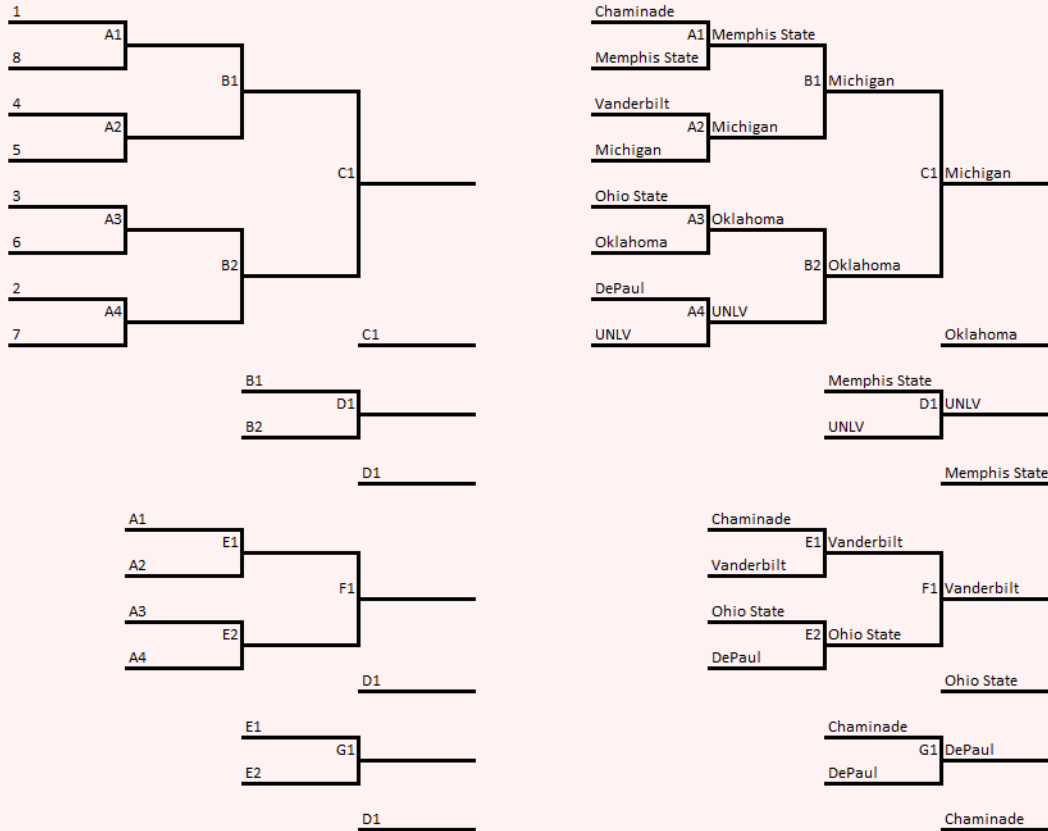 1
A1
8
B1
4
A2
5
C1
3
A3
6
B2
2
A4
7
C1
B1
D1
B2
D1
A1
E1
A2
F1
A3
E2
A4
D1
E1
G1
E2
D1
Chaminade
A1 Memphis State
Memphis State
B1 Michigan
Vanderbilt
A2 Michigan
Michigan
C1 Michigan
Ohio State
A3 Oklahoma
Oklahoma
B2 Oklahoma
DePaul
A4 UNLV
UNLV
Oklahoma
Memphis State
D1 UNLV
UNLV
Memphis State
Chaminade
E1 Vanderbilt
Vanderbilt
F1 Vanderbilt
Ohio State
E2 Ohio State
DePaul
Ohio State
Chaminade
G1 DePaul
DePaul
Chaminade